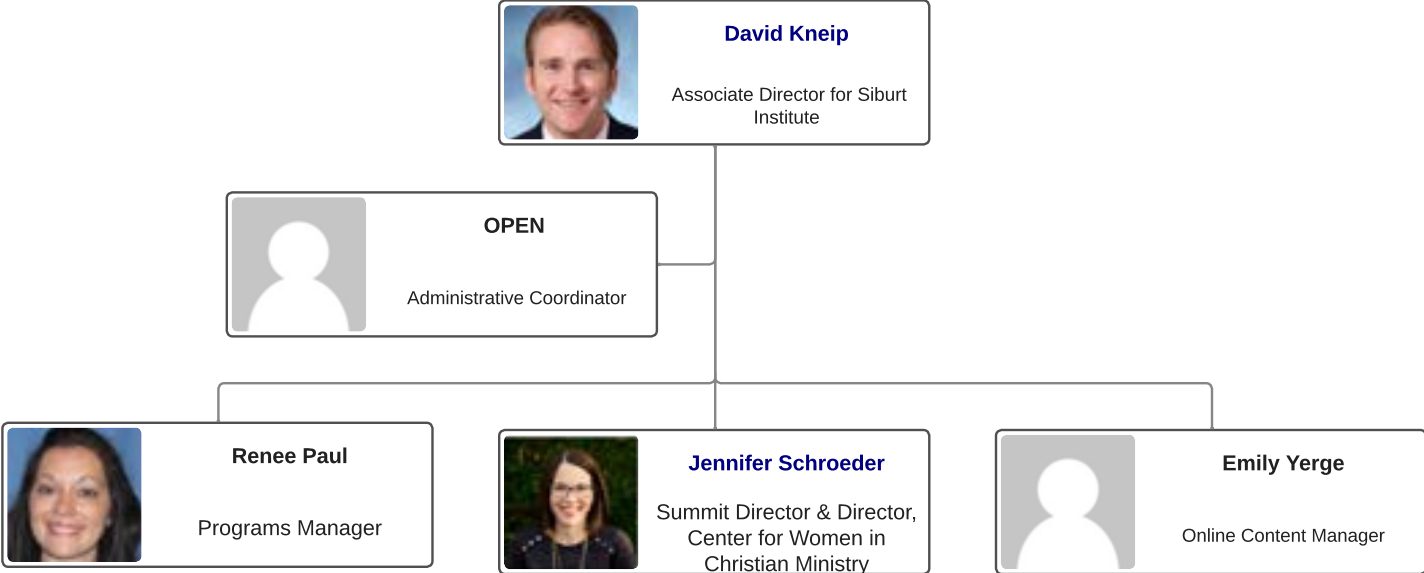 David Kneip
Associate Director for Siburt
Institute
OPEN
Administrative Coordinator
Renee Paul
Programs Manager
Jennifer Schroeder
Summit Director & Director,
Center for Women in
Christian Ministry
Emily Yerge
Online Content Manager